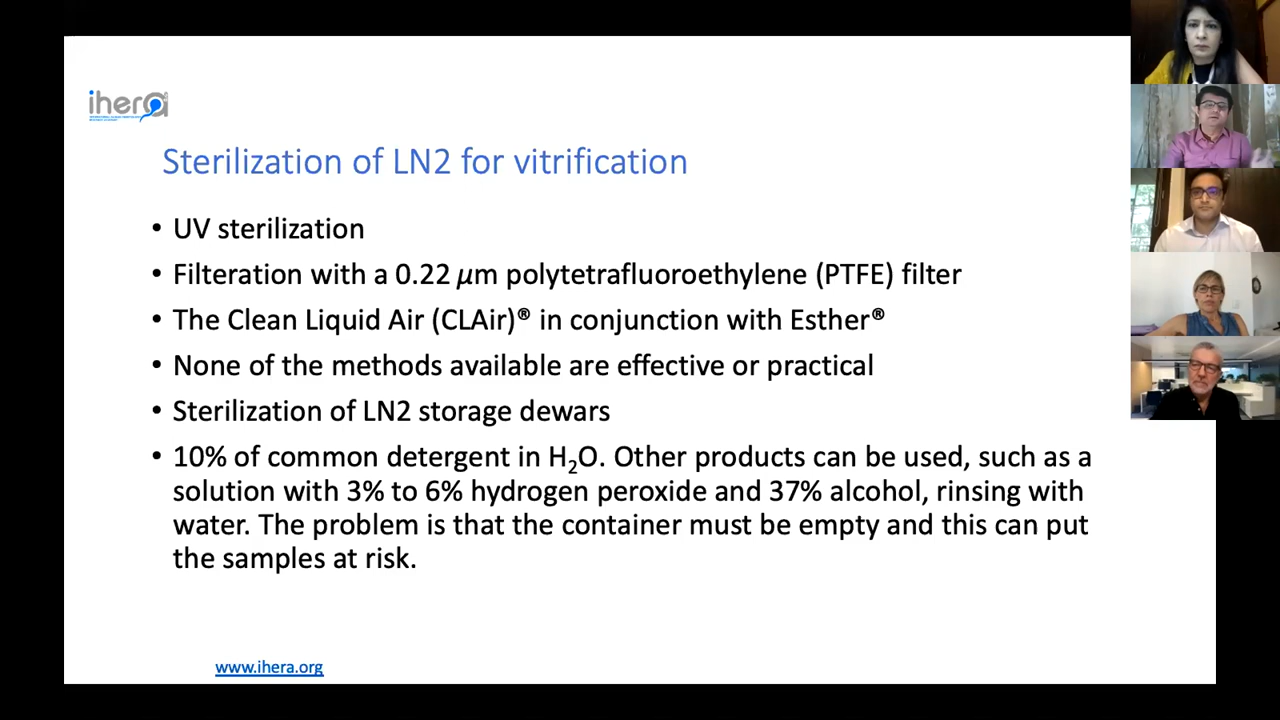 ihera
Sterilization of LN2 for vitrification
• UV sterilization
• Filteration with a 0.22 μm polytetrafluoroethylene (PTFE) filter
• The Clean Liquid Air (CLAir)® in conjunction with Esther®
• None of the methods available are effective or practical
• Sterilization of LN2 storage dewars
• 10% of common detergent in H₂O. Other products can be used, such as a
solution with 3% to 6% hydrogen peroxide and 37% alcohol, rinsing with
water. The problem is that the container must be empty and this can put
the samples at risk.
www.ihera.org